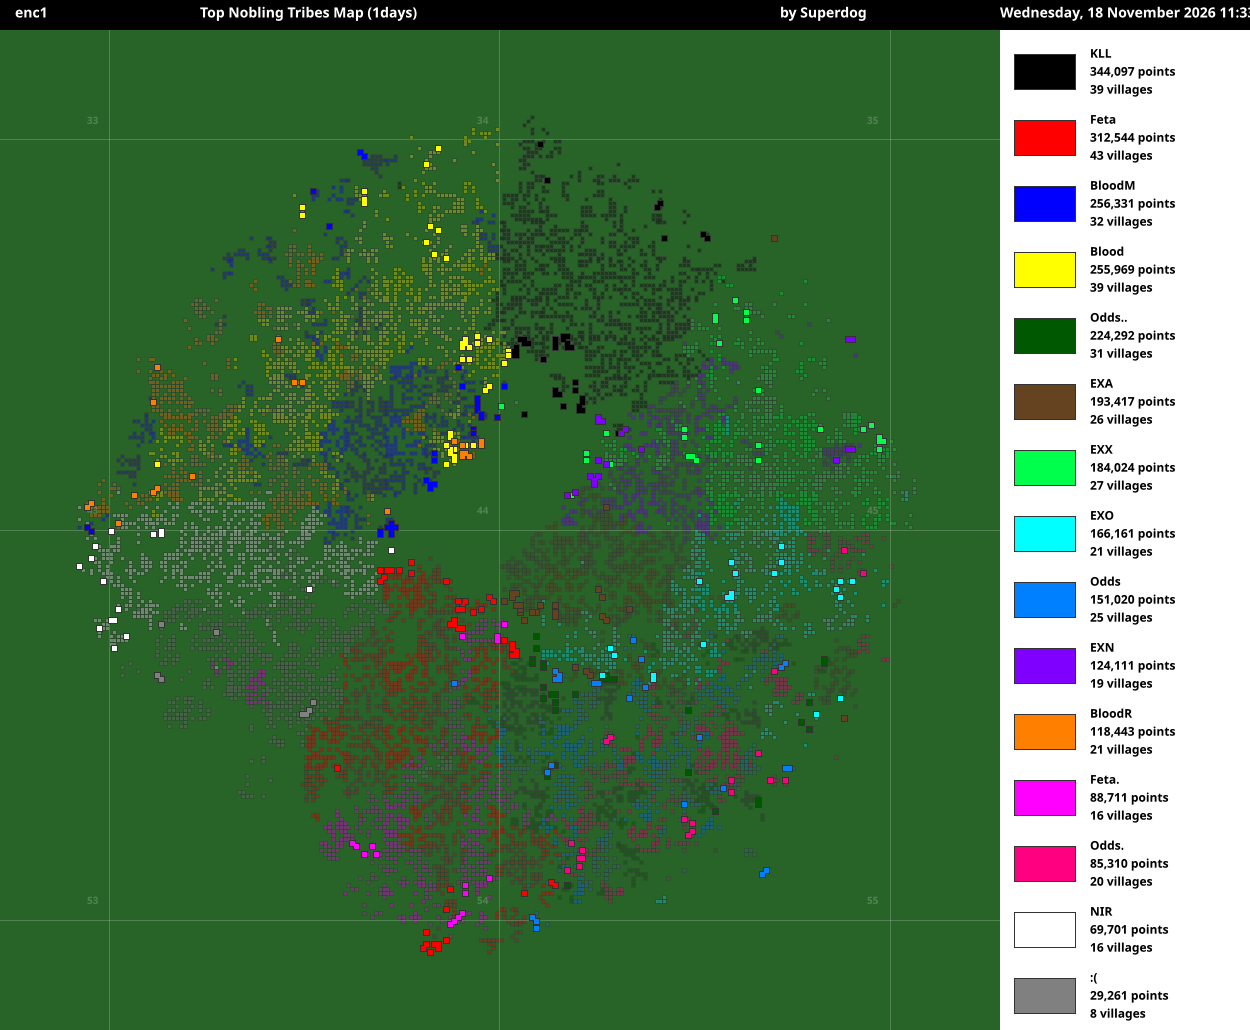 enc1 Top Nobling Tribes Map (1days) by Superdog Wednesday, 18 November 2026 11:33
33 34 35
44 45
53 54 55
KLL
344,097 points
39 villages
Feta
312,544 points
43 villages
BloodM
256,331 points
32 villages
Blood
255,969 points
39 villages
Odds..
224,292 points
31 villages
EXA
193,417 points
26 villages
EXX
184,024 points
27 villages
EXO
166,161 points
21 villages
Odds
151,020 points
25 villages
EXN
124,111 points
19 villages
BloodR
118,443 points
21 villages
Feta.
88,711 points
16 villages
Odds.
85,310 points
20 villages
NIR
69,701 points
16 villages
:(
29,261 points
8 villages